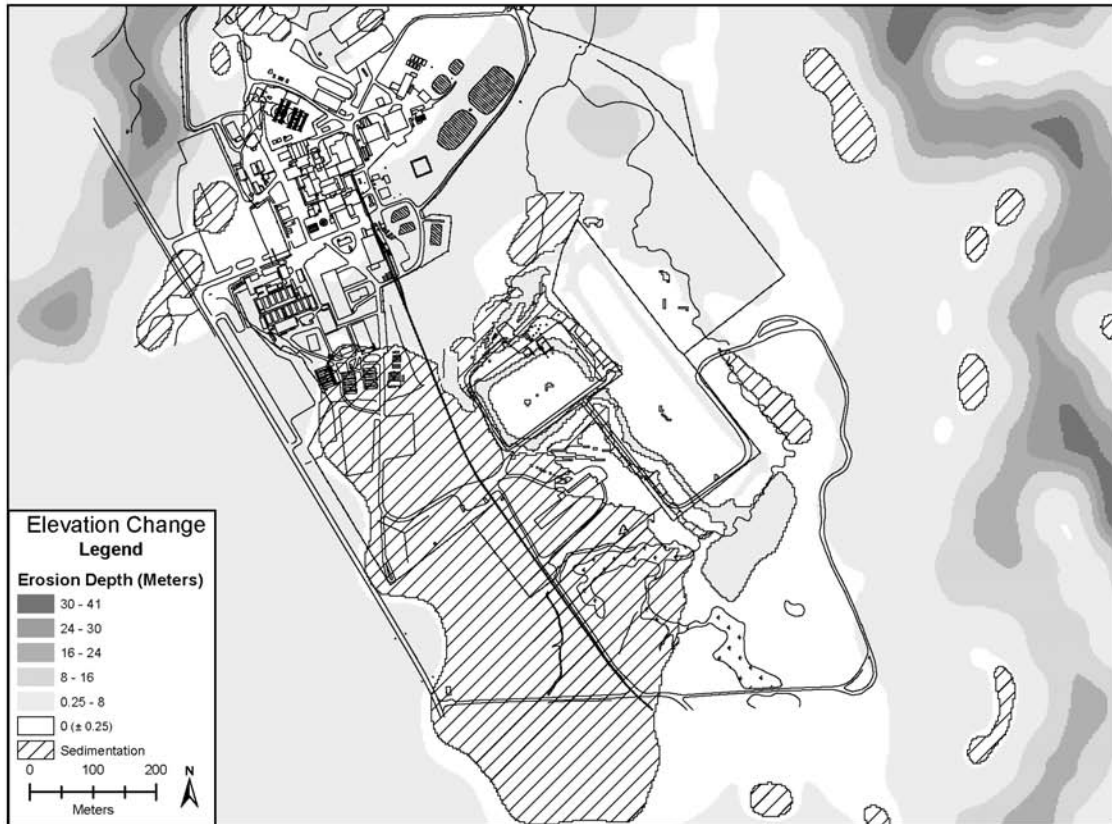 Elevation Change
Legend
Erosion Depth (Meters)
30 - 41
24 - 30
16 - 24
8 - 16
0.25 - 8
0 (± 0.25)
Sedimentation
0 100 200
Meters
N